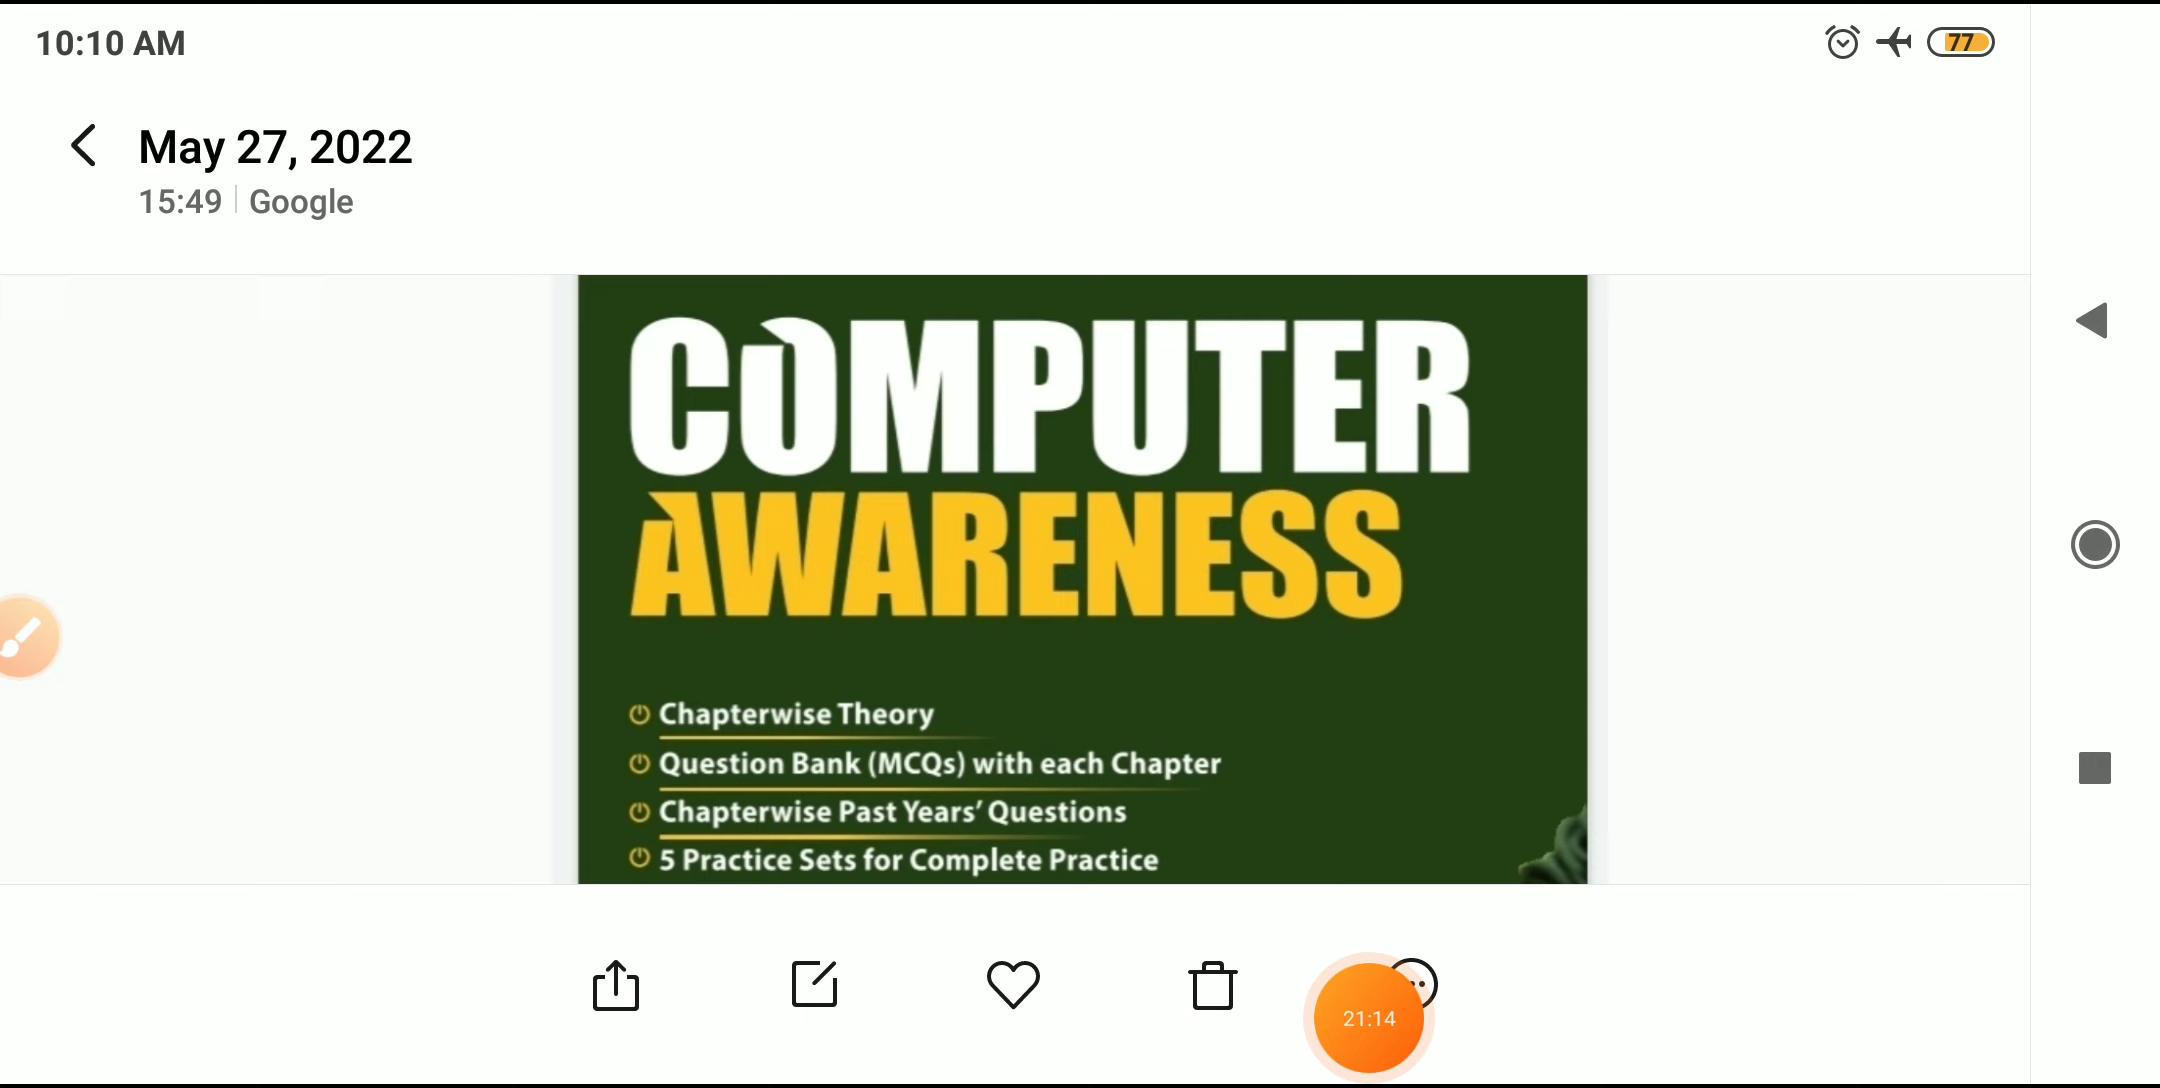 10:10 AM
77
May 27, 2022
15:49 Google
COMPUTER
AWARENESS
Chapterwise Theory
Question Bank (MCQs) with each Chapter
Chapterwise Past Years' Questions
5 Practice Sets for Complete Practice
21:14